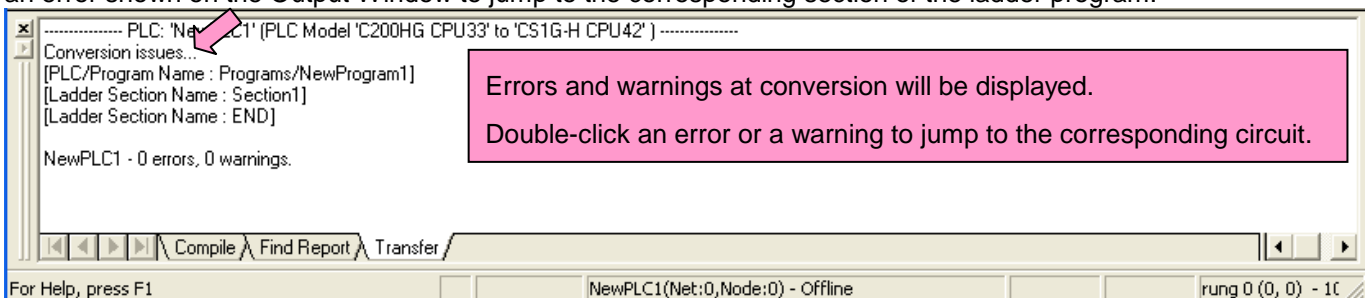 an error shown on the Output Window to jump to the corresponding section of the ladder program.
---------------- PLC: 'NewPLC1' (PLC Model 'C200HG CPU33' to 'CS1G-H CPU42' ) ----------------
Conversion issues...
[PLC/Program Name : Programs/NewProgram1]
[Ladder Section Name : Section1]
[Ladder Section Name : END]
NewPLC1 - 0 errors, 0 warnings.
Errors and warnings at conversion will be displayed.
Double-click an error or a warning to jump to the corresponding circuit.
Compile Find Report Transfer
For Help, press F1 NewPLC1(Net:0,Node:0) - Offline rung 0 (0, 0) - 10